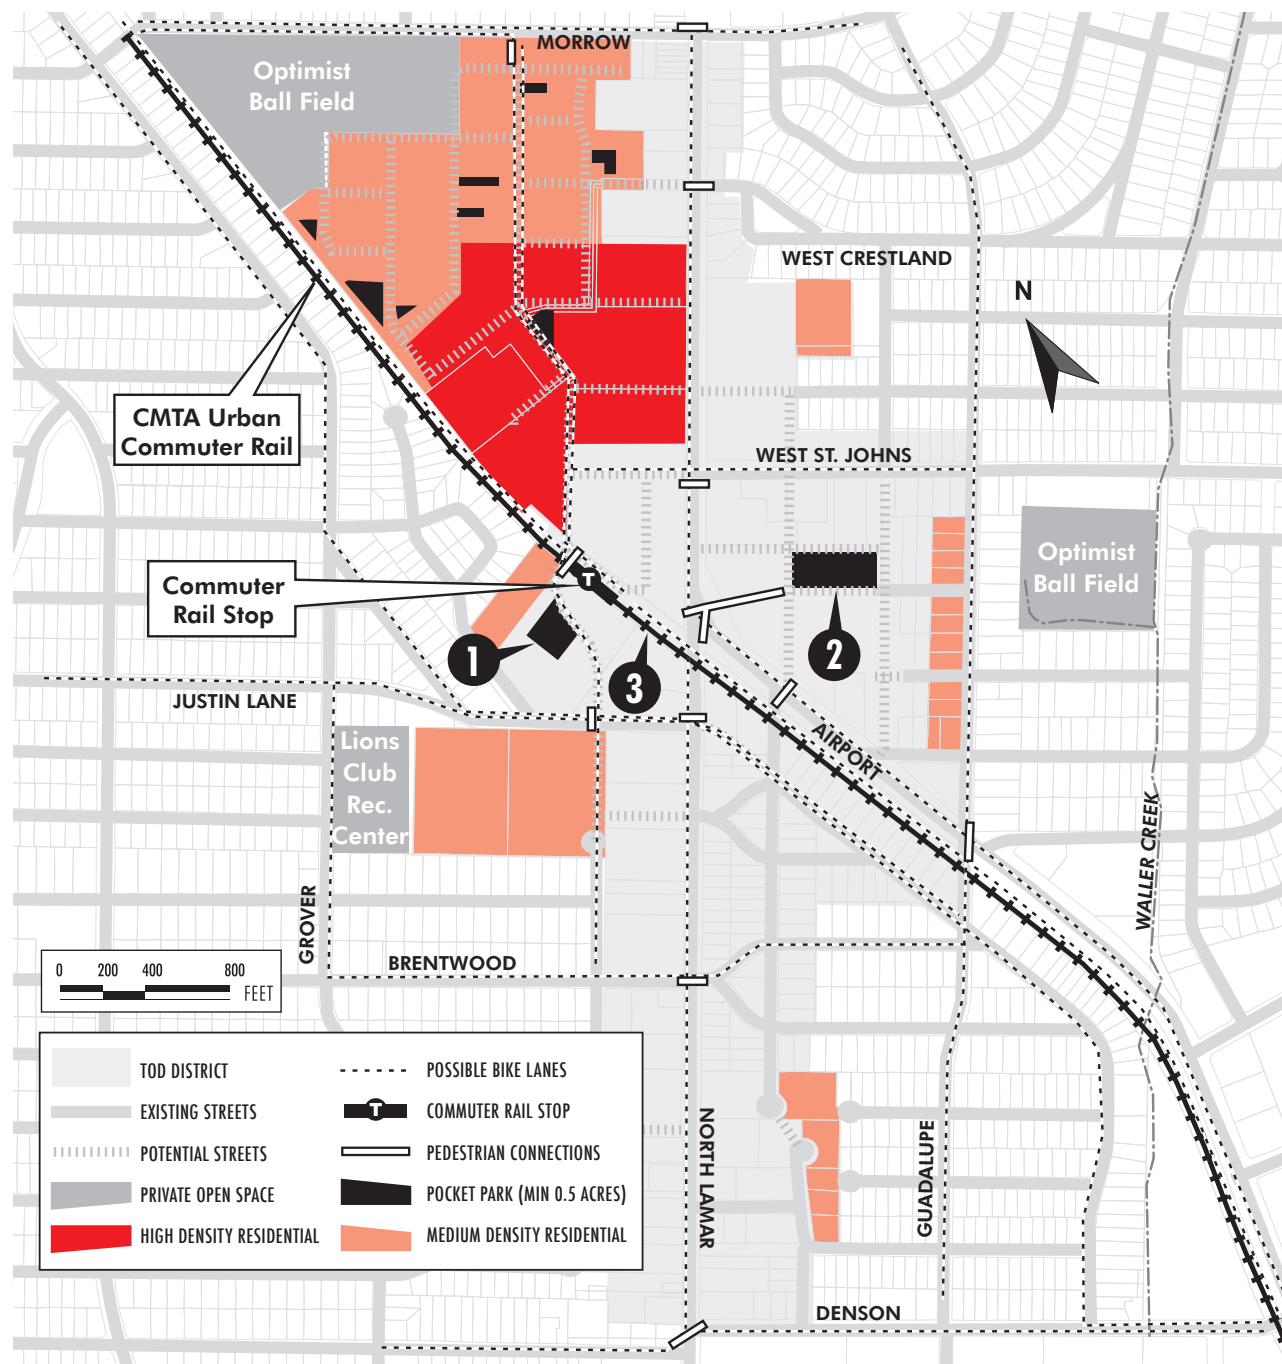 MORROW
Optimist
Ball Field
WEST CRESTLAND
N
CMTA Urban
Commuter Rail
WEST ST. JOHNS
Optimist
Ball Field
Commuter
Rail Stop
T
1
2
3
JUSTIN LANE
Lions
Club
Rec.
Center
AIRPORT
WALLER CREEK
GROVER
BRENTWOOD
0 200 400 800
FEET
TOD DISTRICT
EXISTING STREETS
POTENTIAL STREETS
PRIVATE OPEN SPACE
HIGH DENSITY RESIDENTIAL
POSSIBLE BIKE LANES
T
COMMUTER RAIL STOP
PEDESTRIAN CONNECTIONS
POCKET PARK (MIN 0.5 ACRES)
MEDIUM DENSITY RESIDENTIAL
NORTH LAMAR
GUADALUPE
DENSON